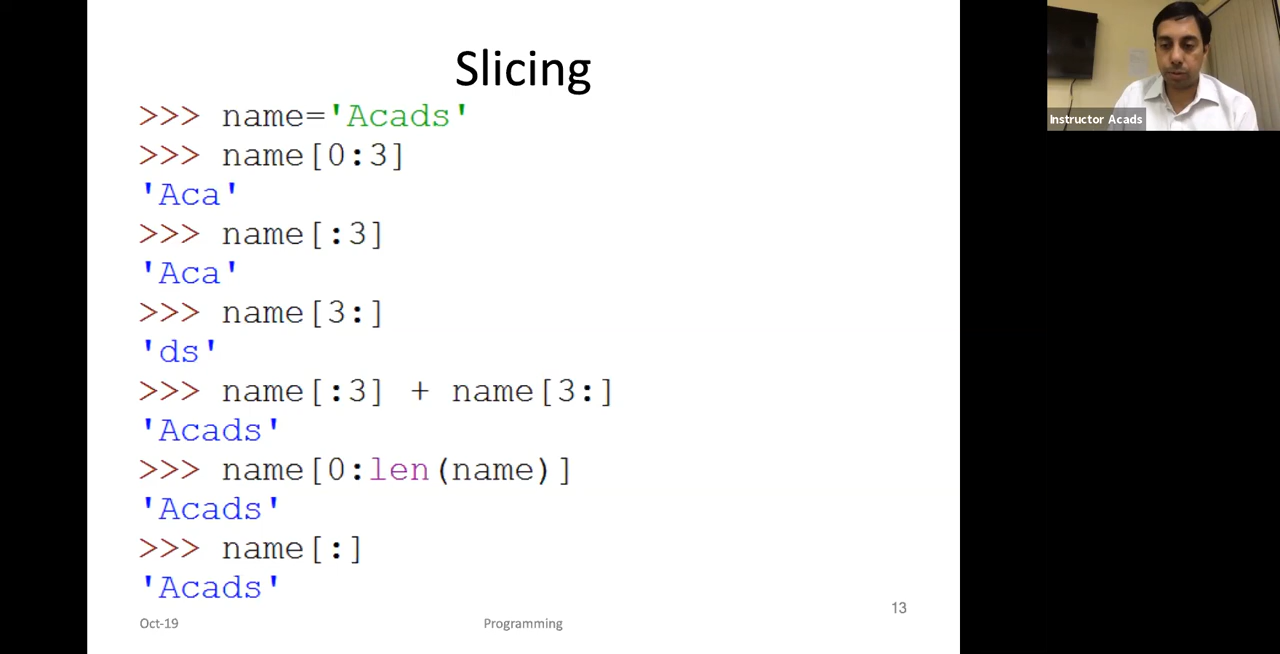 Slicing
>>> name='Acads'
>>> name[0:3]
'Aca'
>>> name[:3]
'Aca'
>>> name[3:]
'ds'
>>> name[:3] + name[3:]
'Acads'
>>> name[0:len(name)]
'Acads'
>>> name[:]
'Acads'
13
Oct-19
Programming
Instructor Acads